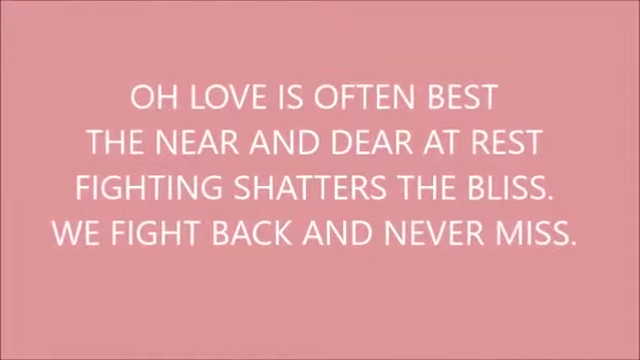 OH LOVE IS OFTEN BEST
THE NEAR AND DEAR AT REST
FIGHTING SHATTERS THE BLISS.
WE FIGHT BACK AND NEVER MISS.